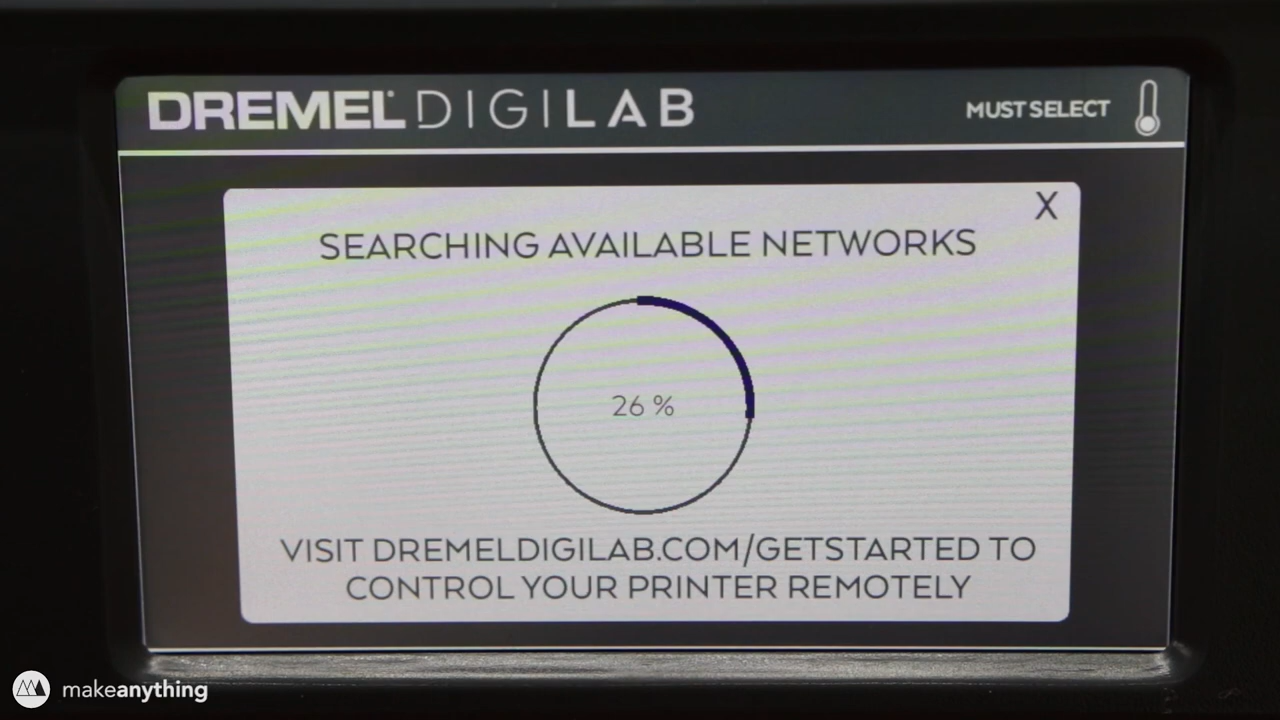 DREMEL DIGILAB
MUST SELECT
X
SEARCHING AVAILABLE NETWORKS
26 %
VISIT DREMELDIGILAB.COM/GETSTARTED TO
CONTROL YOUR PRINTER REMOTELY
makeanything